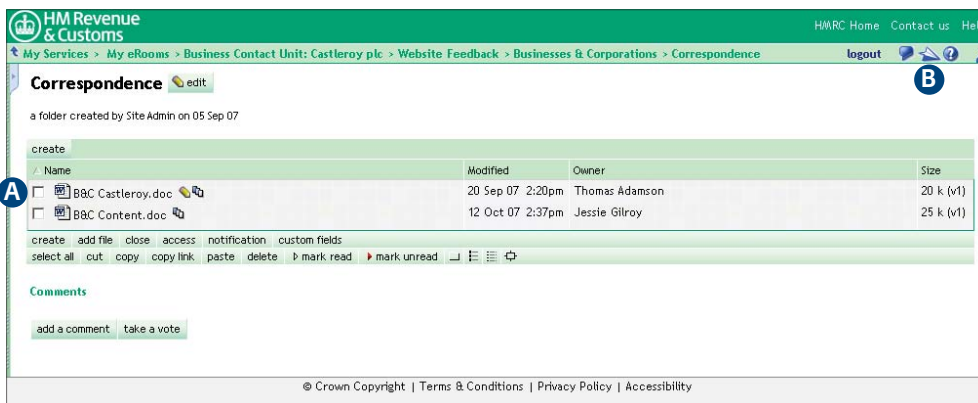 HM Revenue
& Customs
HMRC Home Contact us Hel
My Services > My eRooms > Business Contact Unit: Castleroy plc > Website Feedback > Businesses & Corporations > Correspondence logout
B
Correspondence edit
a folder created by Site Admin on 05 Sep 07
create
Name Modified Owner Size
A B&C Castleroy.doc 20 Sep 07 2:20pm Thomas Adamson 20 k (v1)
B&C Content.doc 12 Oct 07 2:37pm Jessie Gilroy 25 k (v1)
create add file close access notification custom fields
select all cut copy copy link paste delete mark read mark unread
Comments
add a comment take a vote
© Crown Copyright | Terms & Conditions | Privacy Policy | Accessibility